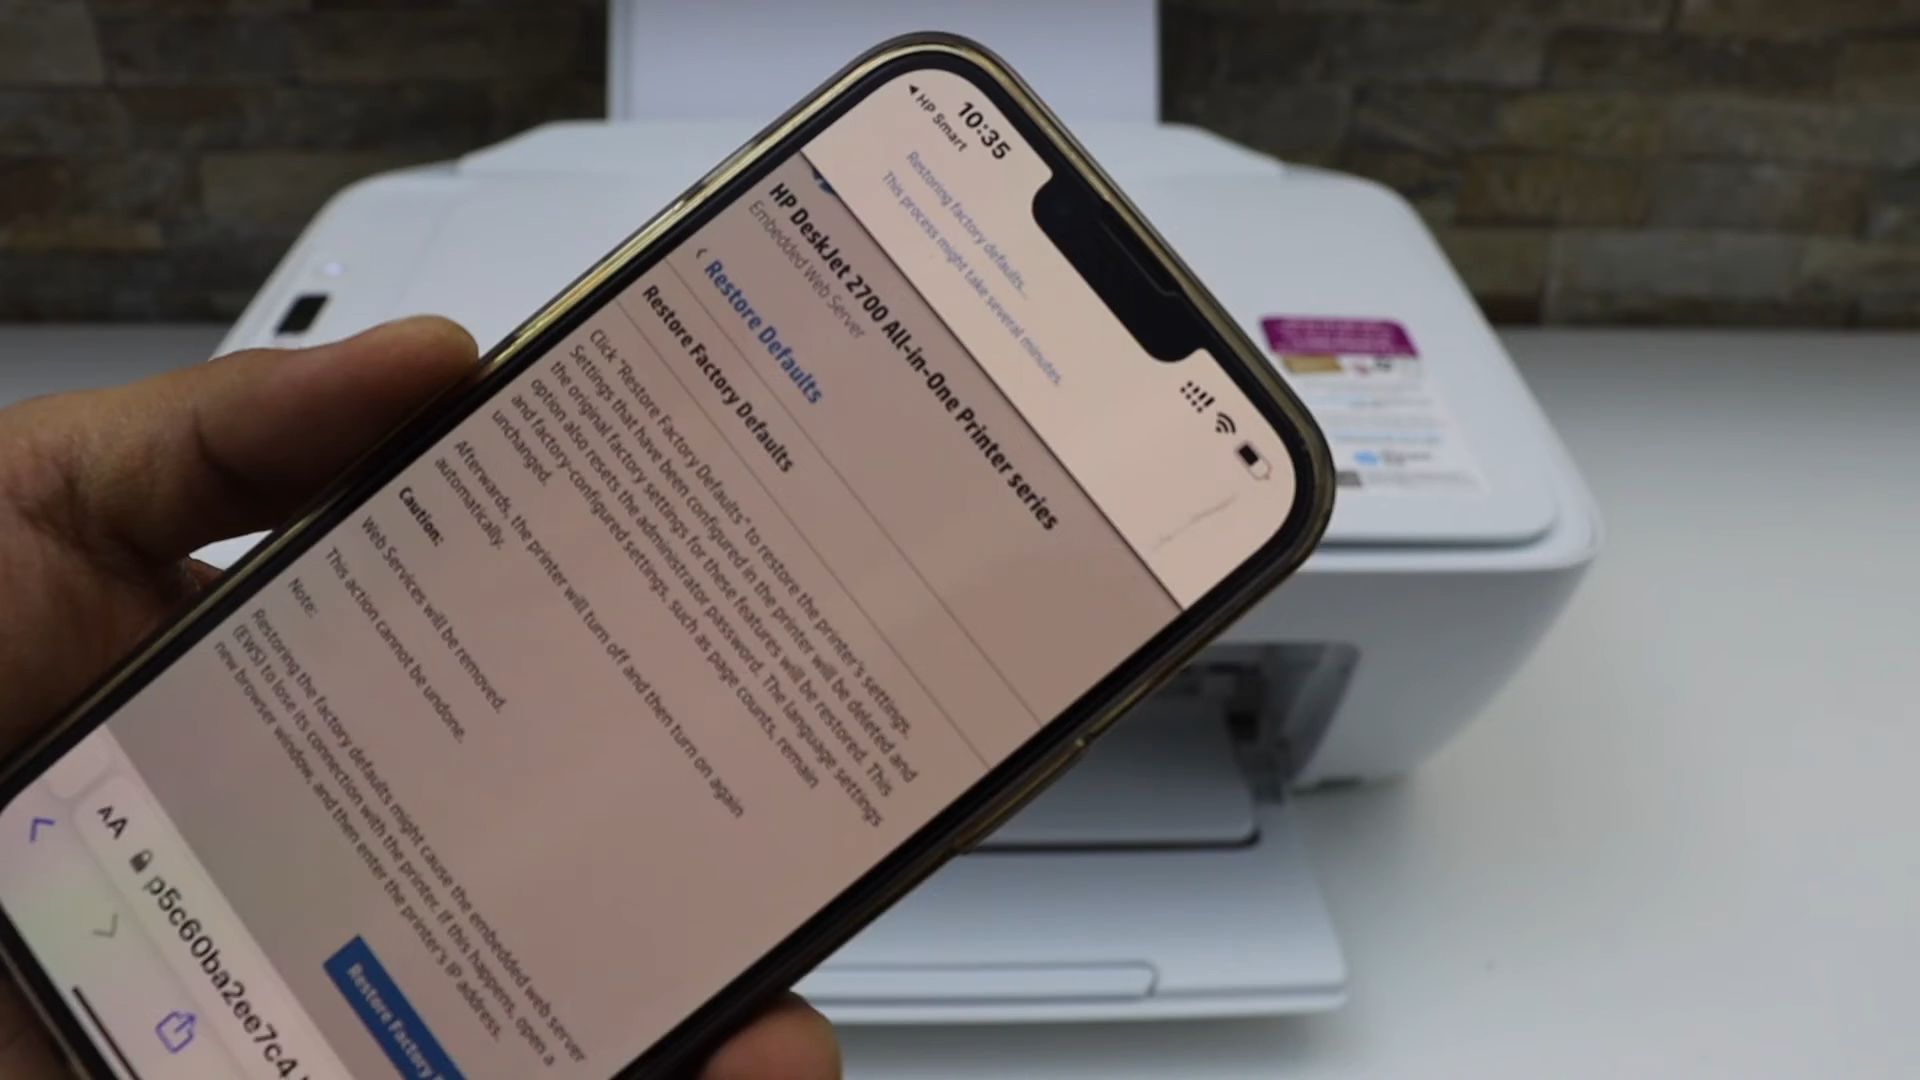 10:35
HP Smart
Restoring factory defaults...
This process might take several minutes.
HP DeskJet 2700 All-in-One Printer series
Embedded Web Server
Restore Defaults
Restore Factory Defaults
Click "Restore Factory Defaults" to restore the printer's settings.
Settings that have been configured in the printer will be deleted and
the original factory settings for these features will be restored. This
option also resets the administrator password. The language settings
and factory-configured settings, such as page counts, remain
unchanged.
Afterwards, the printer will turn off and then turn on again
automatically.
Caution:
Web Services will be removed.
This action cannot be undone.
Note:
Restoring the factory defaults might cause the embedded web server
(EWS) to lose its connection with the printer. If this happens, open a
new browser window, and then enter the printer's IP address.
Restore Factory
AA
p5c60ba2ee7c4.